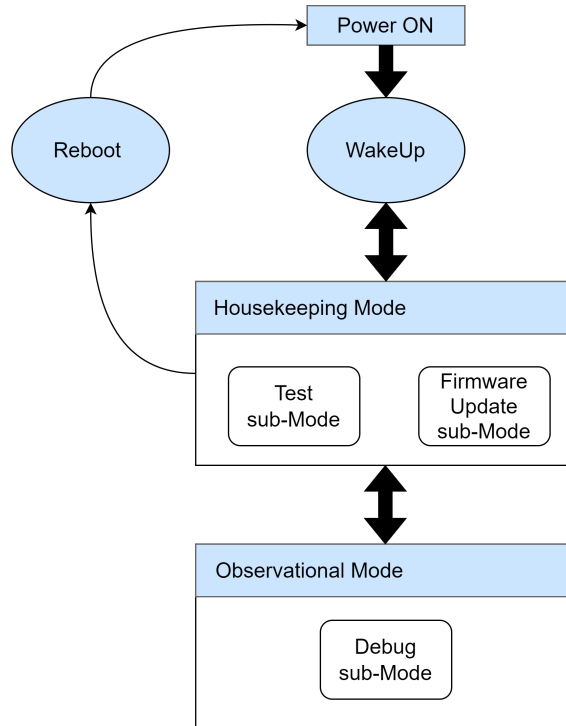 Power ON
Reboot
WakeUp
Housekeeping Mode
Test
sub-Mode
Firmware
Update
sub-Mode
Observational Mode
Debug
sub-Mode